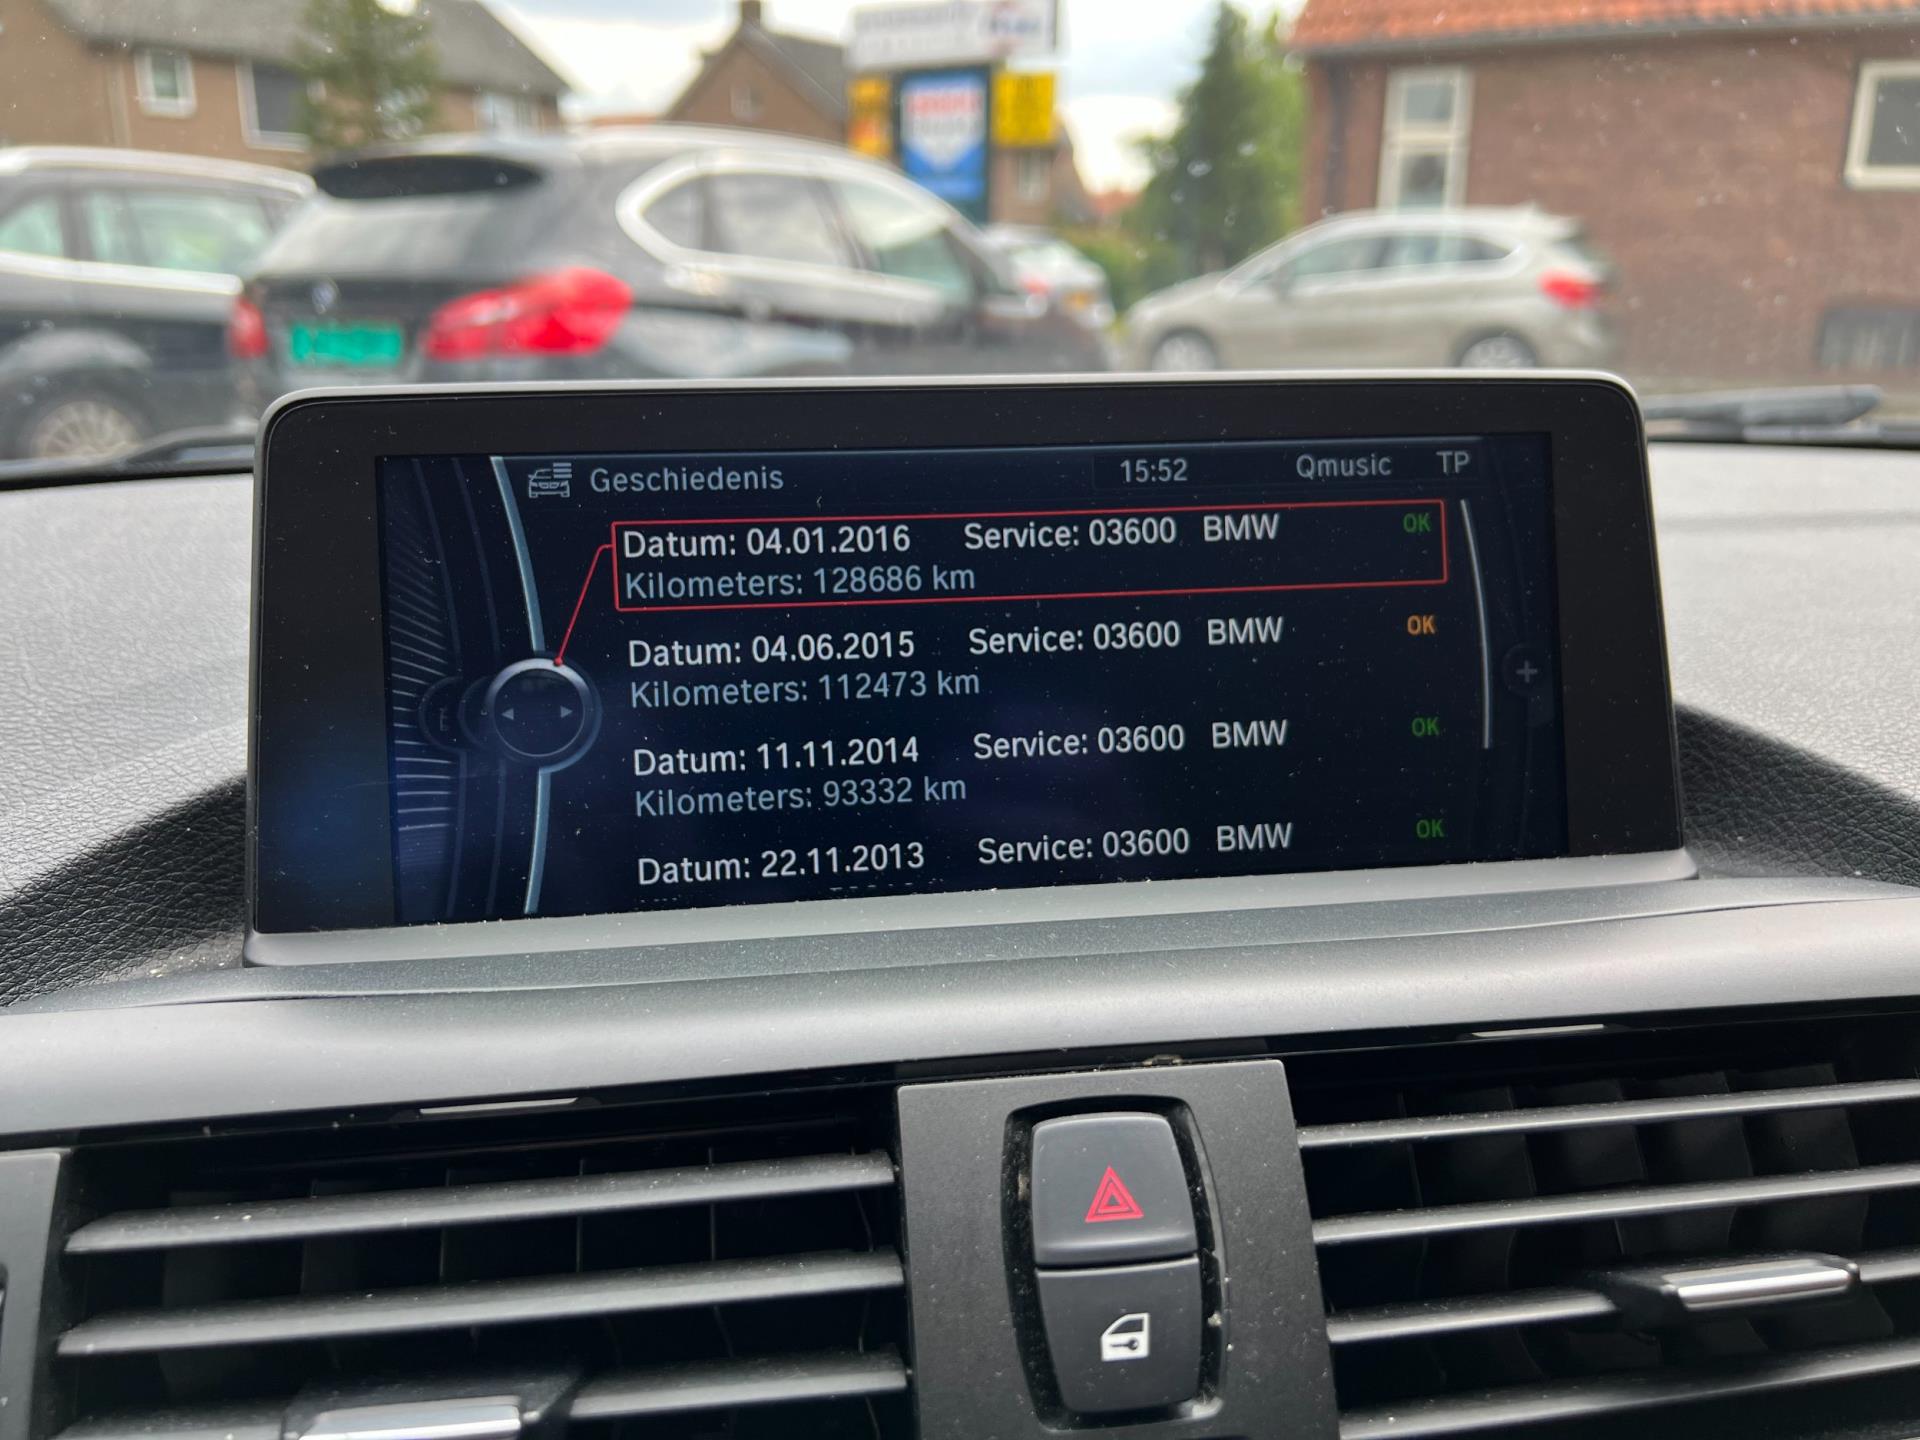 Geschiedenis 15:52 Qmusic TP
Datum: 04.01.2016 Service: 03600 BMW OK
Kilometers: 128686 km
Datum: 04.06.2015 Service: 03600 BMW OK
Kilometers: 112473 km
Datum: 11.11.2014 Service: 03600 BMW OK
Kilometers: 93332 km
Datum: 22.11.2013 Service: 03600 BMW OK